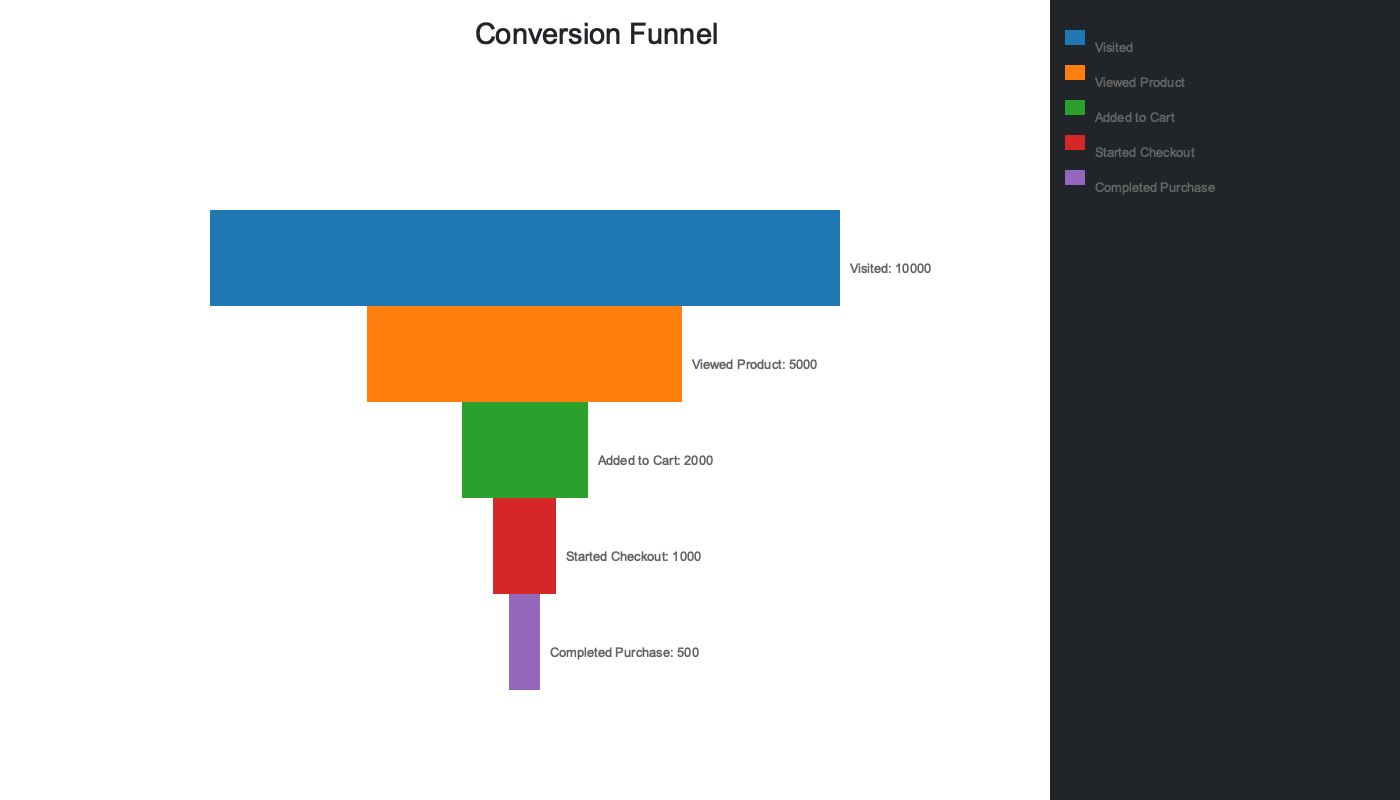 Conversion Funnel
Visited
Viewed Product
Added to Cart
Started Checkout
Completed Purchase
Visited: 10000
Viewed Product: 5000
Added to Cart: 2000
Started Checkout: 1000
Completed Purchase: 500